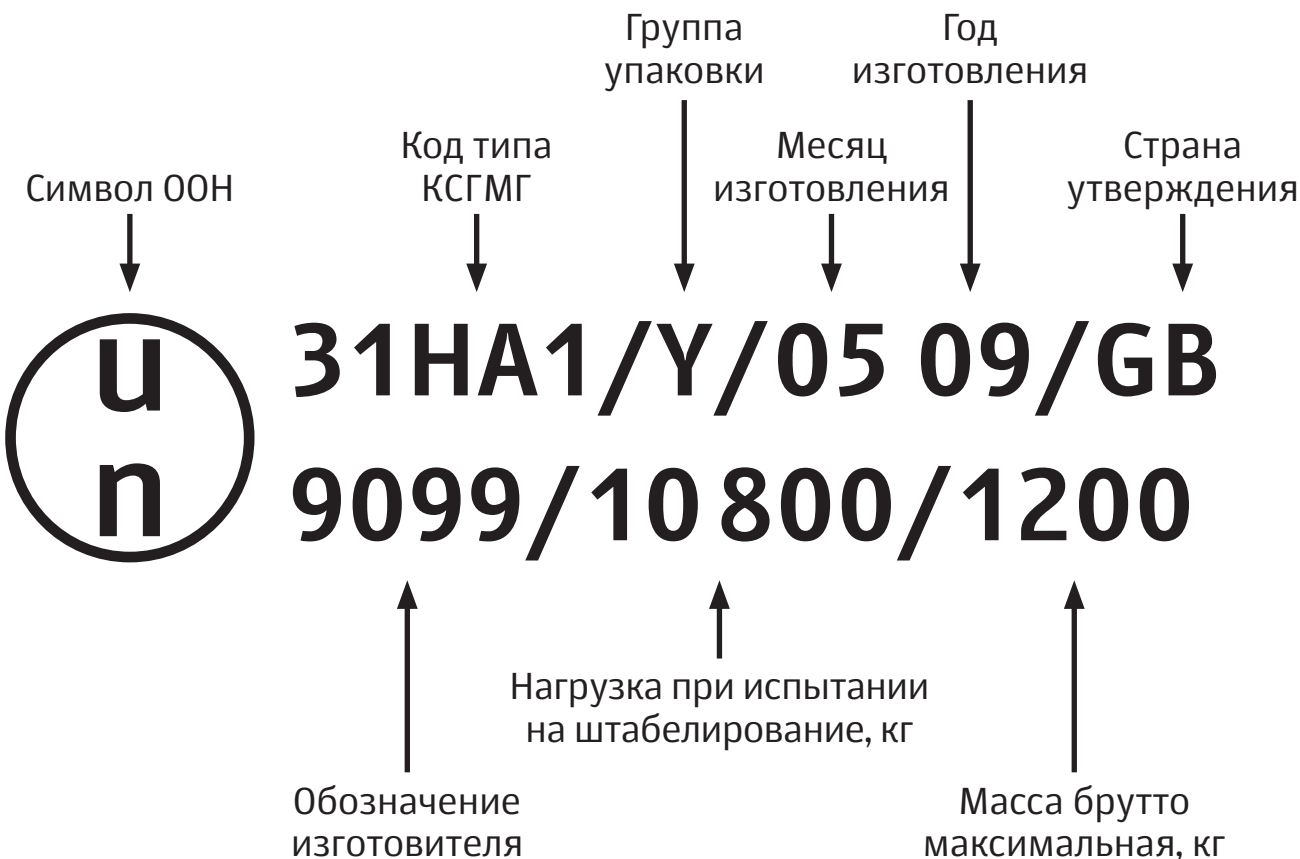 Группа
упаковки
Год
изготовления
Код типа
КСГМГ
Месяц
изготовления
Страна
утверждения
Символ ООН
u
n
31HA1/Y/05 09/GB
9099/10 800/1200
Нагрузка при испытании
на штабелирование, кг
Обозначение
изготовителя
Масса брутто
максимальная, кг